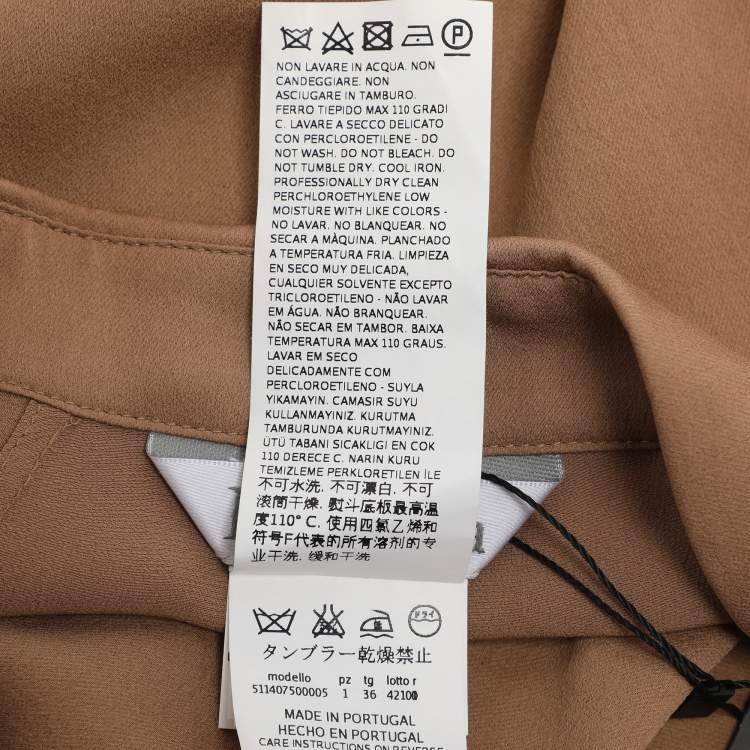 P
NON LAVARE IN ACQUA. NON
CANDEGGIARE. NON
ASCIUGARE IN TAMBURO.
FERRO TIEPIDO MAX 110 GRADI
C. LAVARE A SECCO DELICATO
CON PERCLOROETILENE - DO
NOT WASH. DO NOT BLEACH. DO
NOT TUMBLE DRY. COOL IRON.
PROFESSIONALLY DRY CLEAN
PERCHLOROETHYLENE LOW
MOISTURE WITH LIKE COLORS -
NO LAVAR. NO BLANQUEAR. NO
SECAR A MÀQUINA. PLANCHADO
A TEMPERATURA FRIA. LIMPIEZA
EN SECO MUY DELICADA,
CUALQUIER SOLVENTE EXCEPTO
TRICLOROETILENO - NÃO LAVAR
EM ÁGUA. NÃO BRANQUEAR.
NÃO SECAR EM TAMBOR. BAIXA
TEMPERATURA MAX 110 GRAUS.
LAVAR EM SECO
DELICADAMENTE COM
PERCLOROETILENO - SUYLA
YIKAMAYIN. CAMASIR SUYU
KULLANMAYINIZ. KURUTMA
TAMBURUNDA KURUTMAYINIZ.
ÜTÜ TABANI SICAKLIGI EN COK
110 DERECE C. NARIN KURU
TEMIZLEME PERKLORETILEN İLE
不可水洗. 不可漂白. 不可
滚筒干燥. 熨斗底板最高温
度110° C. 使用四氯乙烯和
符号F代表的所有溶剂的专
业干洗. 缓和干洗
ドライ
タンブラー乾燥禁止
modello pz tg lotto r
511407500005 1 36 42100
MADE IN PORTUGAL
HECHO EN PORTUGAL
CARE INSTRUCTIONS ON REVERSE